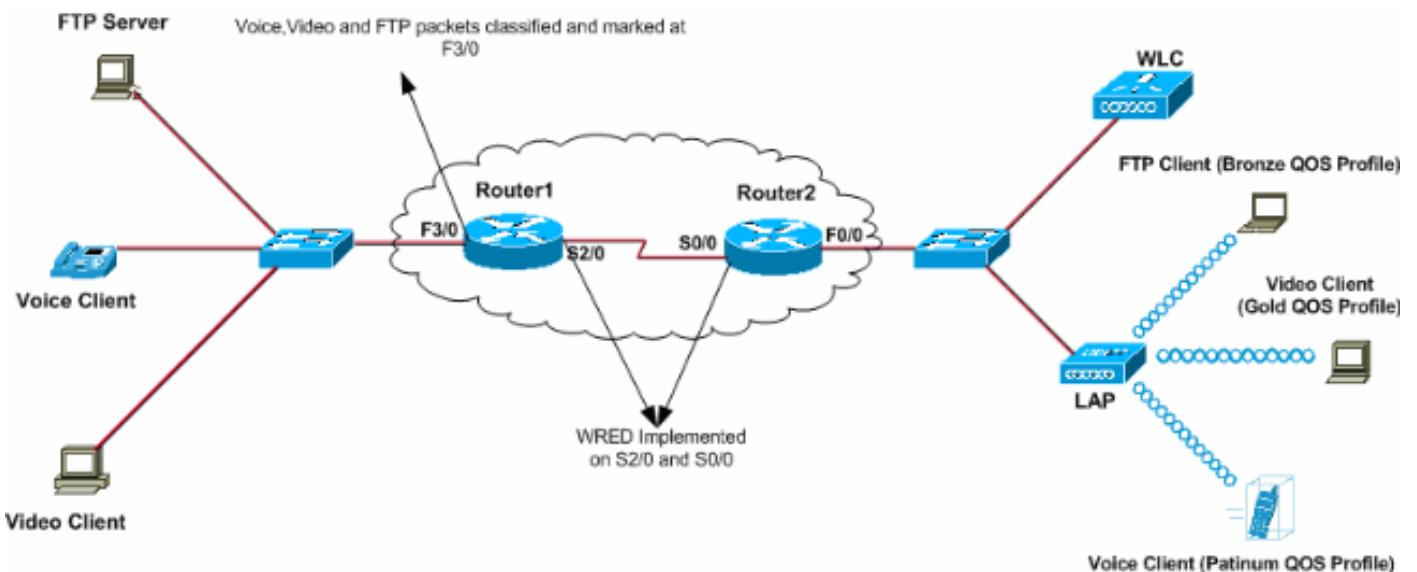 FTP Server
Voice,Video and FTP packets classified and marked at
F3/0
WLC
FTP Client (Bronze QOS Profile)
Router1
Router2
F3/0
S2/0
S0/0
F0/0
Voice Client
Video Client
(Gold QOS Profile)
LAP
WRED Implemented
on S2/0 and S0/0
Video Client
Voice Client (Patinum QOS Profile)